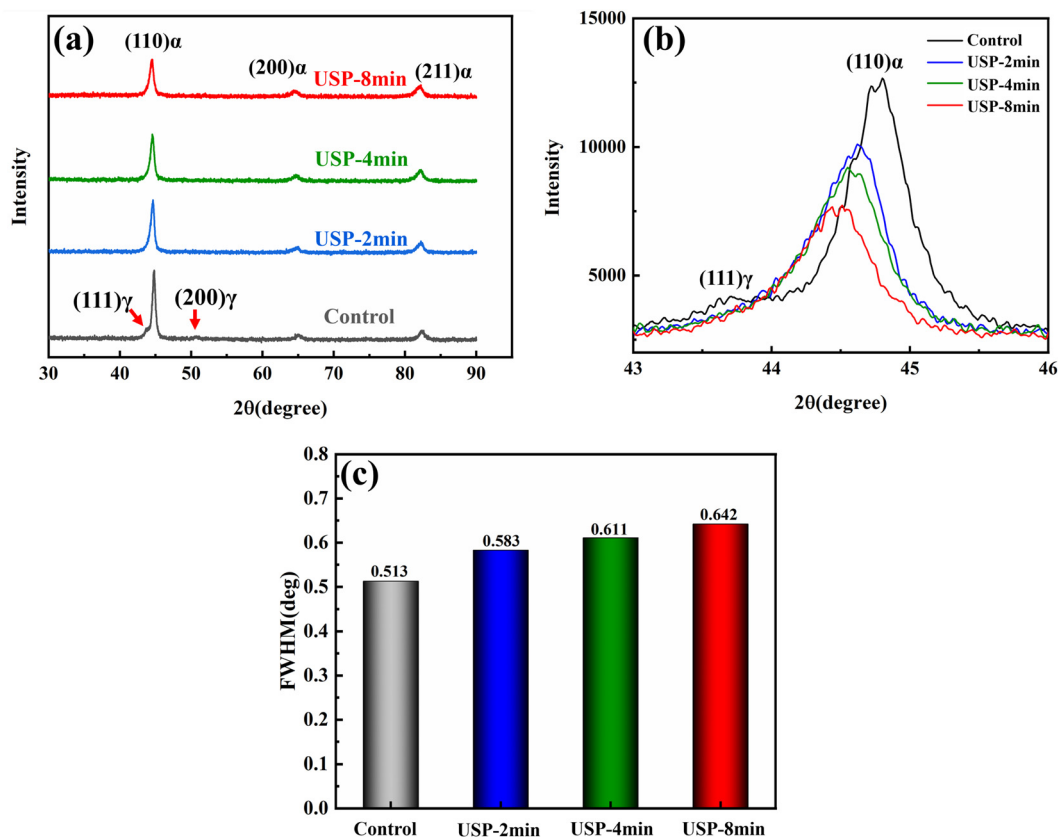 (a)
(110)α
(200)α
(211)α
USP-8min
USP-4min
USP-2min
(111)γ
(200)γ
Control
Intensity
30 40 50 60 70 80 90
2θ(degree)
(b)
Control
USP-2min
USP-4min
USP-8min
(110)α
(111)γ
15000
10000
5000
Intensity
43 44 45 46
2θ(degree)
(c)
0.8
0.7
0.6
0.5
0.4
0.3
0.2
0.1
0.0
FWHM(deg)
0.513
0.583
0.611
0.642
Control USP-2min USP-4min USP-8min